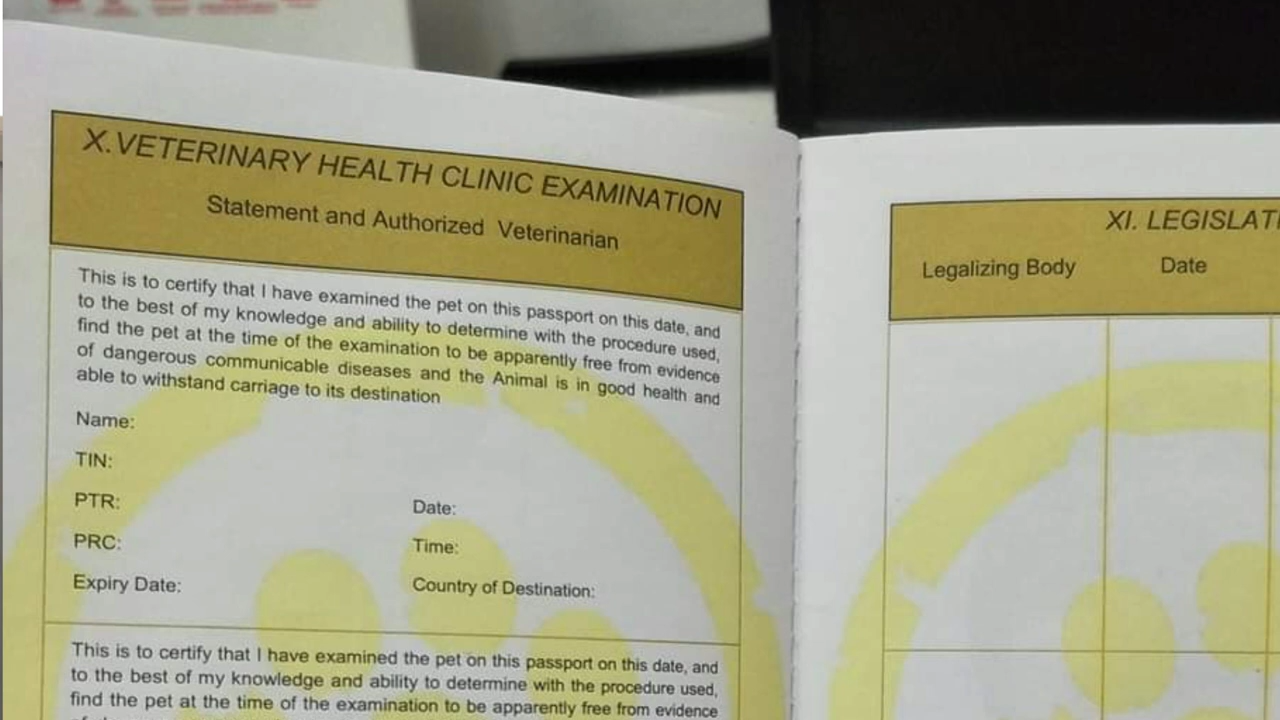 X. VETERINARY HEALTH CLINIC EXAMINATION
Statement and Authorized Veterinarian
This is to certify that I have examined the pet on this passport on this date, and
to the best of my knowledge and ability to determine with the procedure used,
find the pet at the time of the examination to be apparently free from evidence
of dangerous communicable diseases and the Animal is in good health and
able to withstand carriage to its destination
Name:
TIN:
PTR:
Date:
PRC:
Time:
Expiry Date:
Country of Destination:
This is to certify that I have examined the pet on this passport on this date, and
to the best of my knowledge and ability to determine with the procedure used,
find the pet at the time of the examination to be apparently free from evidence
XI. LEGISLATI
Legalizing Body
Date